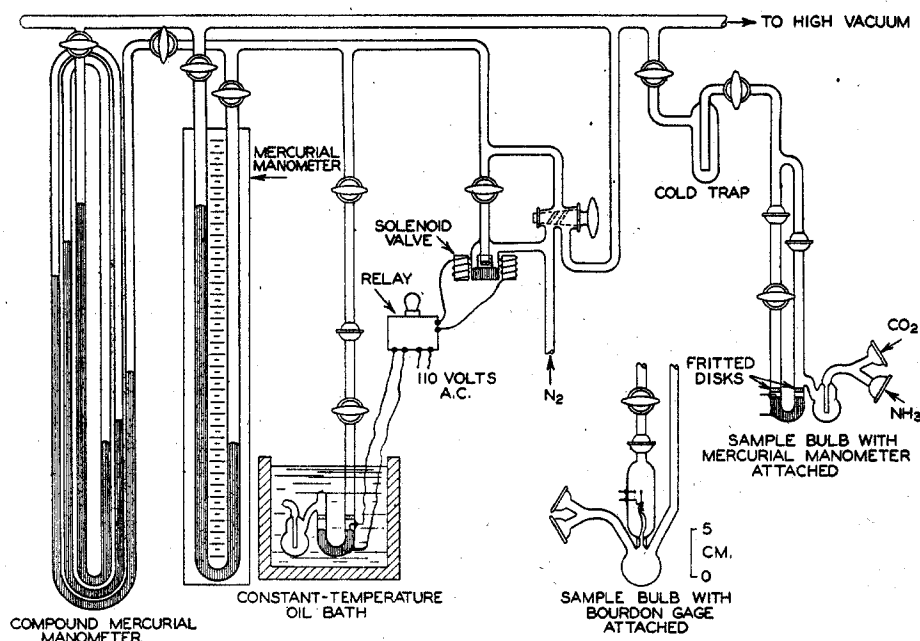 TO HIGH VACUUM
MERCURIAL
MANOMETER
COLD TRAP
SOLENOID
VALVE
RELAY
110 VOLTS
A.C.
N2
CO2
FRITTED
DISKS
NH3
SAMPLE BULB WITH
MERCURIAL MANOMETER
ATTACHED
5
CM.
0
CONSTANT-TEMPERATURE
OIL BATH
SAMPLE BULB WITH
BOURDON GAGE
ATTACHED
COMPOUND MERCURIAL
MANOMETER